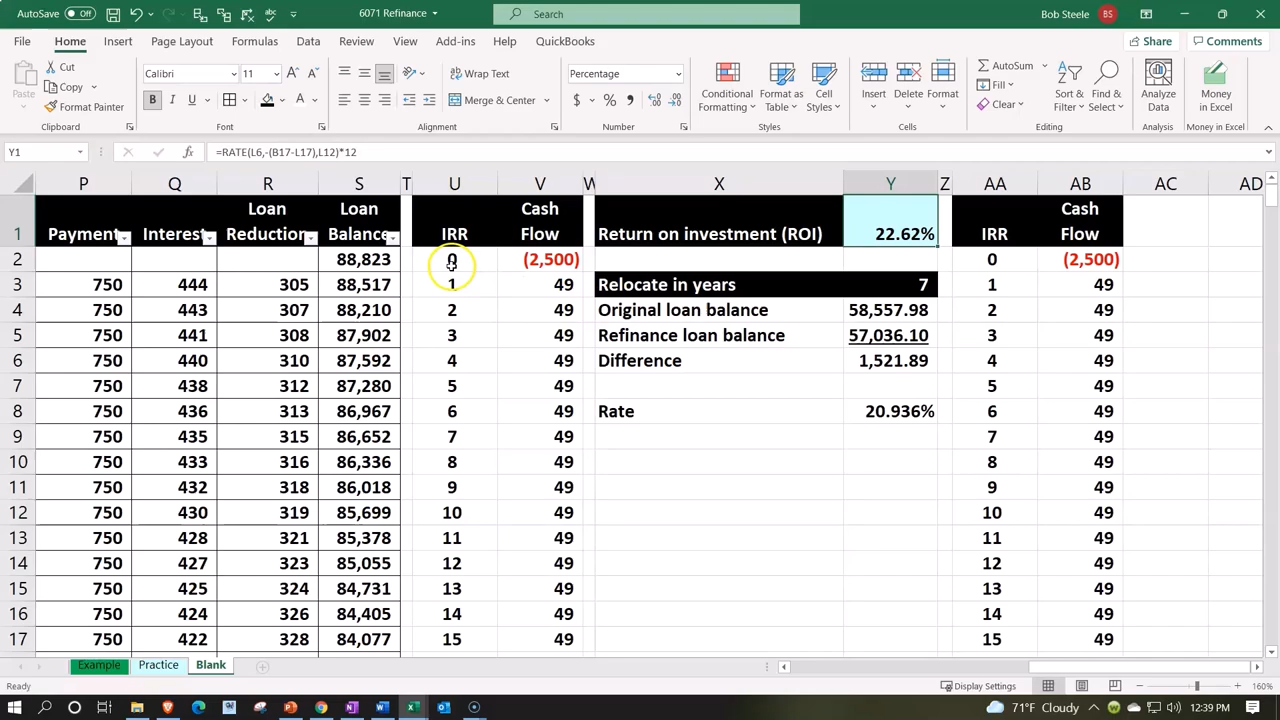 AutoSave Off 6071 Refinance Search Bob Steele BS
File Home Insert Page Layout Formulas Data Review View Add-ins Help QuickBooks Share Comments
Paste Cut Copy Format Painter Calibri 11 B I U Wrap Text Merge & Center Percentage $ % Conditional Formatting Format as Table Cell Styles Insert Delete Format AutoSum Fill Clear Sort & Filter Find & Select Analyze Data Money in Excel
Clipboard Font Alignment Number Styles Cells Editing Analysis Money in Excel
Y1 =RATE(L6,-(B17-L17),L12)*12
P Q R S T U V W X Y Z AA AB AC AD
Loan Loan Cash Cash
1 Payment Interest Reduction Balance IRR Flow Return on investment (ROI) 22.62% IRR Flow
2 88,823 0 (2,500) 0 (2,500)
3 750 444 305 88,517 1 49 Relocate in years 7 1 49
4 750 443 307 88,210 2 49 Original loan balance 58,557.98 2 49
5 750 441 308 87,902 3 49 Refinance loan balance 57,036.10 3 49
6 750 440 310 87,592 4 49 Difference 1,521.89 4 49
7 750 438 312 87,280 5 49 5 49
8 750 436 313 86,967 6 49 Rate 20.936% 6 49
9 750 435 315 86,652 7 49 7 49
10 750 433 316 86,336 8 49 8 49
11 750 432 318 86,018 9 49 9 49
12 750 430 319 85,699 10 49 10 49
13 750 428 321 85,378 11 49 11 49
14 750 427 323 85,055 12 49 12 49
15 750 425 324 84,731 13 49 13 49
16 750 424 326 84,405 14 49 14 49
17 750 422 328 84,077 15 49 15 49
Example Practice Blank
Ready Display Settings 160%
71°F Cloudy 12:39 PM